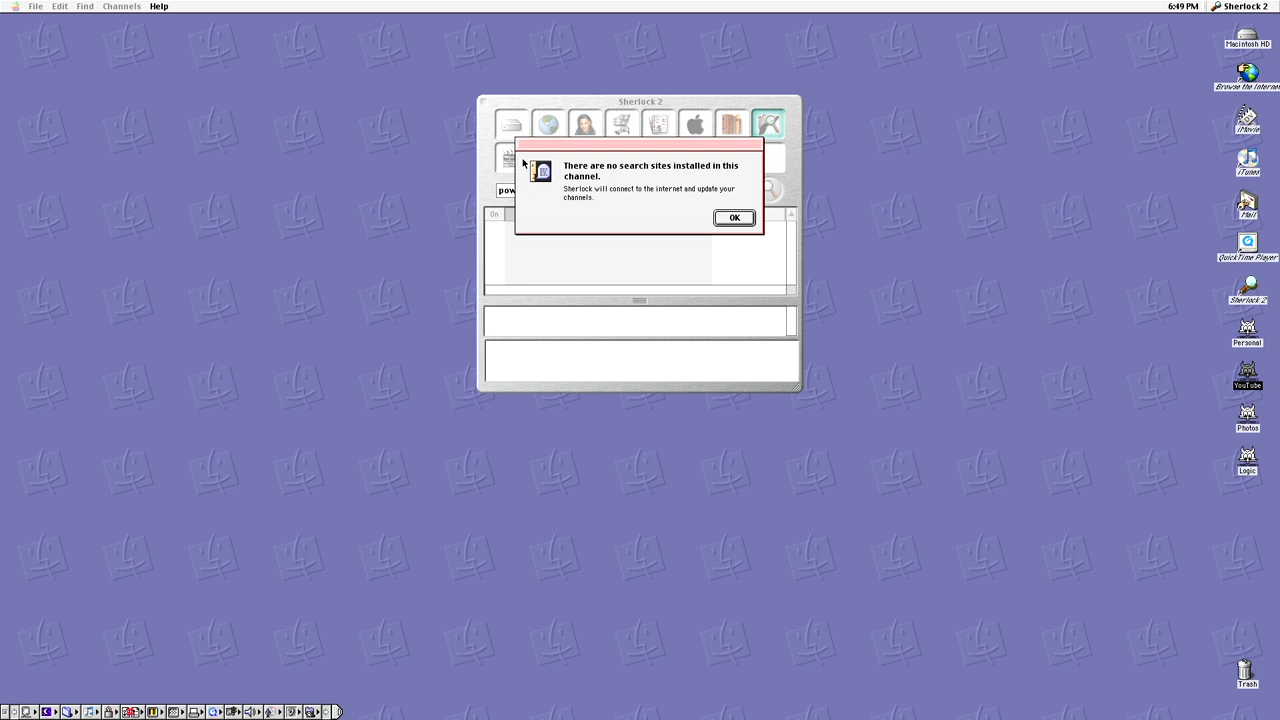 File Edit Find Channels Help
6:49 PM Sherlock 2
Macintosh HD
Browse the Internet
iMovie
iTunes
Mail
QuickTime Player
Sherlock 2
Personal
YouTube
Photos
Logic
Trash
Sherlock 2
There are no search sites installed in this
channel.
Sherlock will connect to the internet and update your
channels.
OK
pow
On